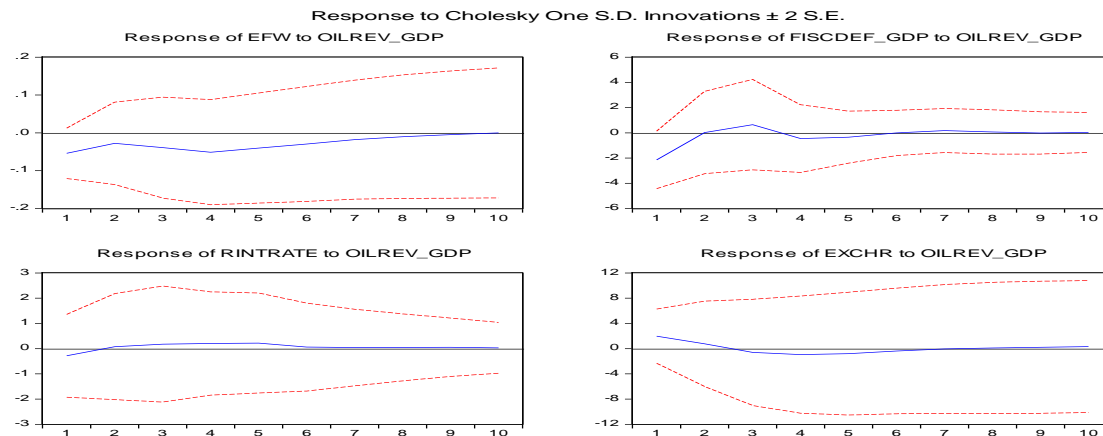 Response to Cholesky One S.D. Innovations ± 2 S.E.
Response of EFW to OILREV_GDP
.2
.1
.0
-.1
-.2
1 2 3 4 5 6 7 8 9 10
Response of FISCDEF_GDP to OILREV_GDP
6
4
2
0
-2
-4
-6
1 2 3 4 5 6 7 8 9 10
Response of RINTRATE to OILREV_GDP
3
2
1
0
-1
-2
-3
1 2 3 4 5 6 7 8 9 10
Response of EXCHR to OILREV_GDP
12
8
4
0
-4
-8
-12
1 2 3 4 5 6 7 8 9 10